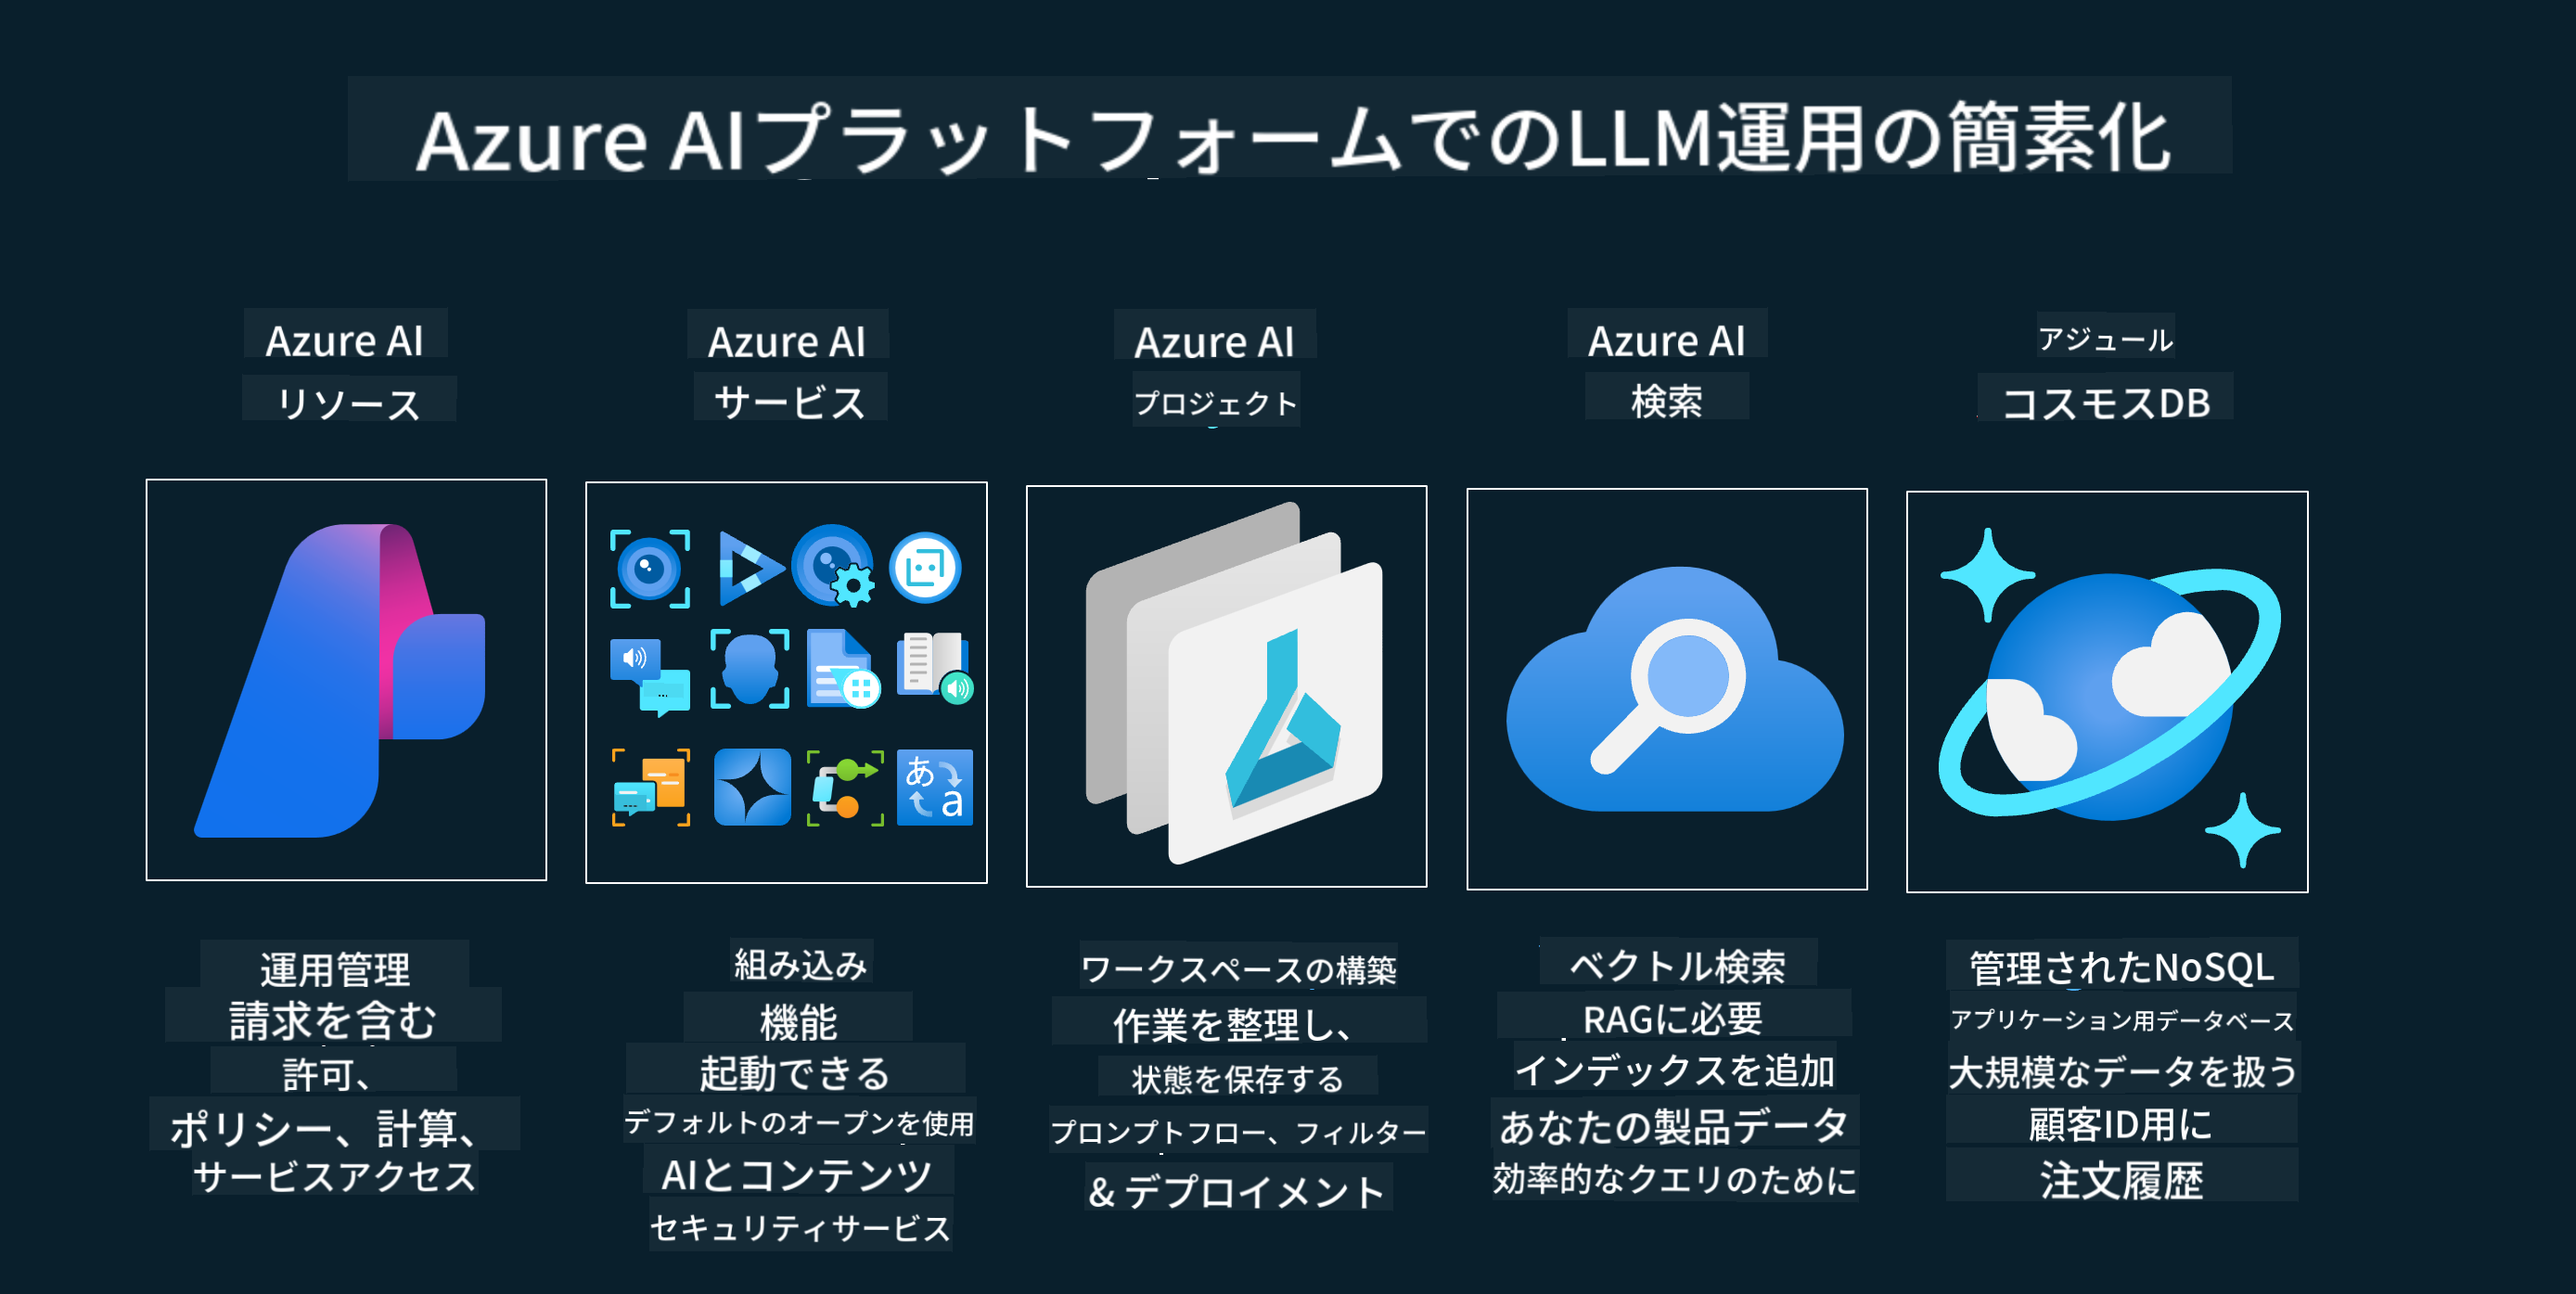 Azure AIプラットフォームでのLLM運用の簡素化
Azure AI
リソース
Azure AI
サービス
Azure AI
プロジェクト
Azure AI
検索
アジュール
コスモスDB
あ
a
運用管理
請求を含む
許可、
ポリシー、計算、
サービスアクセス
組み込み
機能
起動できる
デフォルトのオープンを使用
AIとコンテンツ
セキュリティサービス
ワークスペースの構築
作業を整理し、
状態を保存する
プロンプトフロー、フィルター
& デプロイメント
ベクトル検索
RAGに必要
インデックスを追加
あなたの製品データ
効率的なクエリのために
管理されたNoSQL
アプリケーション用データベース
大規模なデータを扱う
顧客ID用に
注文履歴